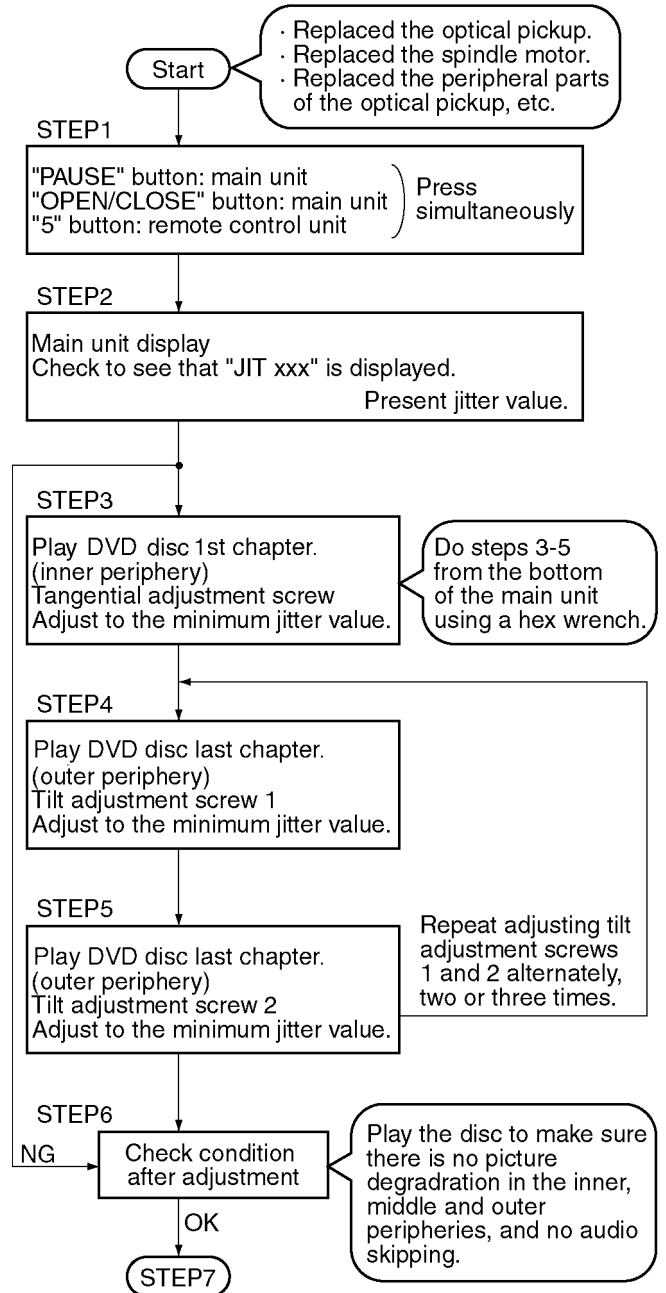 Start
· Replaced the optical pickup.
· Replaced the spindle motor.
· Replaced the peripheral parts
of the optical pickup, etc.
STEP1
"PAUSE" button: main unit
"OPEN/CLOSE" button: main unit
"5" button: remote control unit
Press
simultaneously
STEP2
Main unit display
Check to see that "JIT xxx" is displayed.
Present jitter value.
STEP3
Play DVD disc 1st chapter.
(inner periphery)
Tangential adjustment screw
Adjust to the minimum jitter value.
Do steps 3-5
from the bottom
of the main unit
using a hex wrench.
STEP4
Play DVD disc last chapter.
(outer periphery)
Tilt adjustment screw 1
Adjust to the minimum jitter value.
STEP5
Play DVD disc last chapter.
(outer periphery)
Tilt adjustment screw 2
Adjust to the minimum jitter value.
Repeat adjusting tilt
adjustment screws
1 and 2 alternately,
two or three times.
STEP6
NG
Check condition
after adjustment
Play the disc to make sure
there is no picture
degradration in the inner,
middle and outer
peripheries, and no audio
skipping.
OK
STEP7